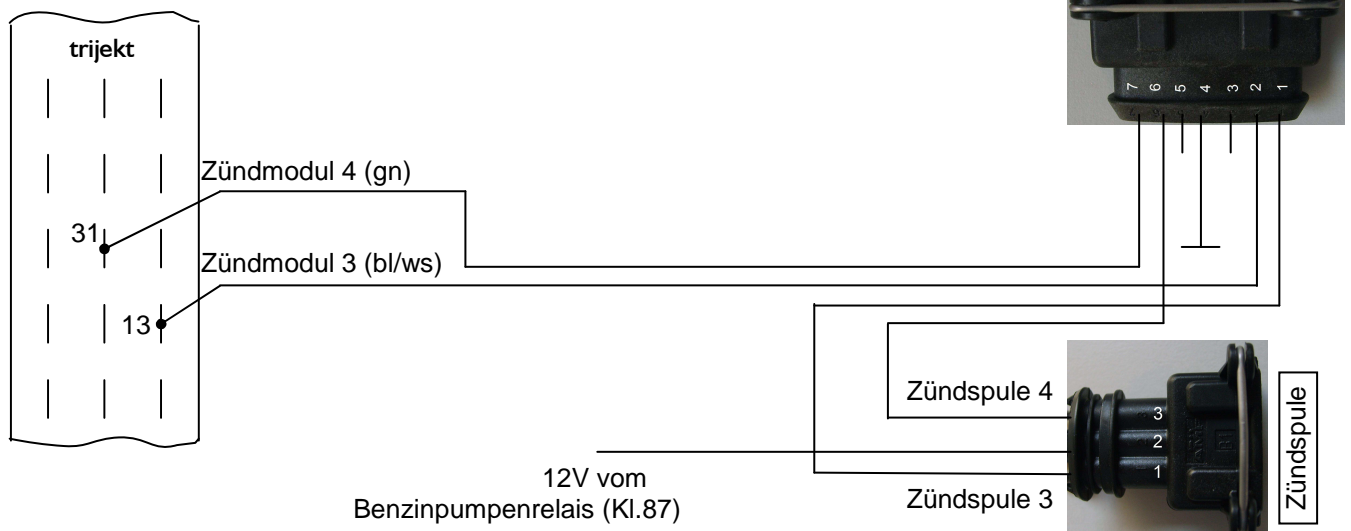 trijekt
7 6 5 4 3 2 1
Zündmodul 4 (gn)
31
Zündmodul 3 (bl/ws)
13
Zündspule 4
3
2
12V vom
Benzinpumpenrelais (Kl.87)
1
Zündspule 3
Zündspule